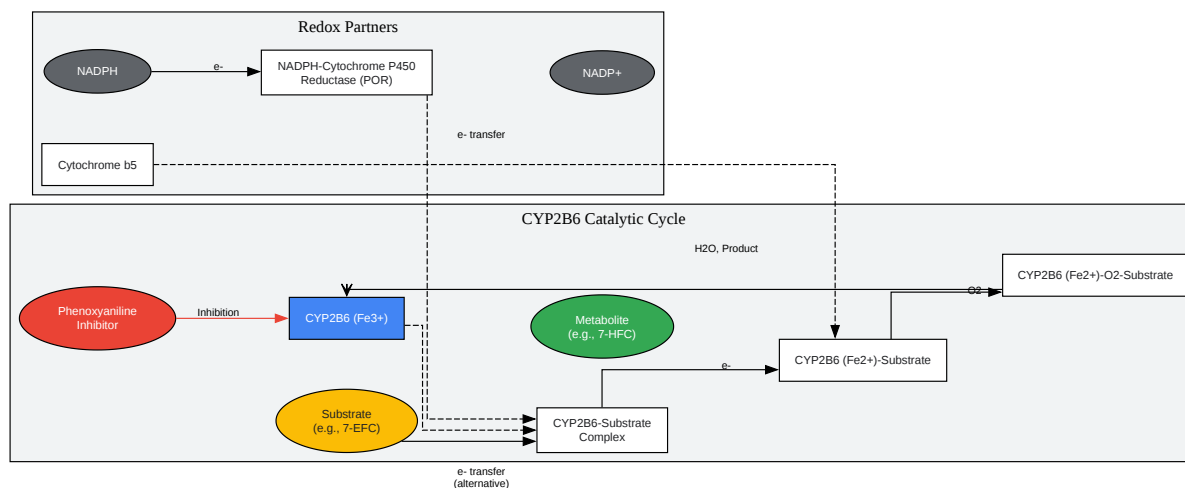 Redox Partners
NADPH
e-
NADPH-Cytochrome P450
Reductase (POR)
NADP+
e- transfer
Cytochrome b5
CYP2B6 Catalytic Cycle
H2O, Product
CYP2B6 (Fe2+)-O2-Substrate
O2
Phenoxyaniline
Inhibitor
Inhibition
CYP2B6 (Fe3+)
Metabolite
(e.g., 7-HFC)
CYP2B6 (Fe2+)-Substrate
e-
Substrate
(e.g., 7-EFC)
CYP2B6-Substrate
Complex
e- transfer
(alternative)